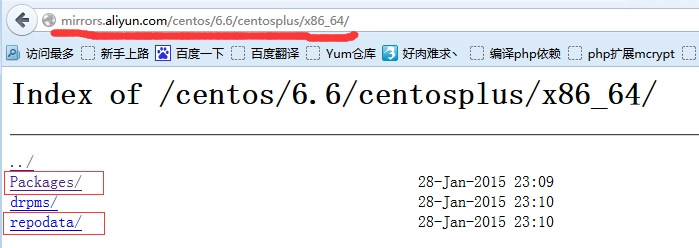 mirrors.aliyun.com/centos/6.6/centosplus/x86_64/
访问最多 新手上路 百度一下 百度翻译 Yum仓库 好肉难求丶 编译php依赖 php扩展mcrypt
Index of /centos/6.6/centosplus/x86_64/
../
Packages/ 28-Jan-2015 23:09
drpms/ 28-Jan-2015 23:10
repodata/ 28-Jan-2015 23:10